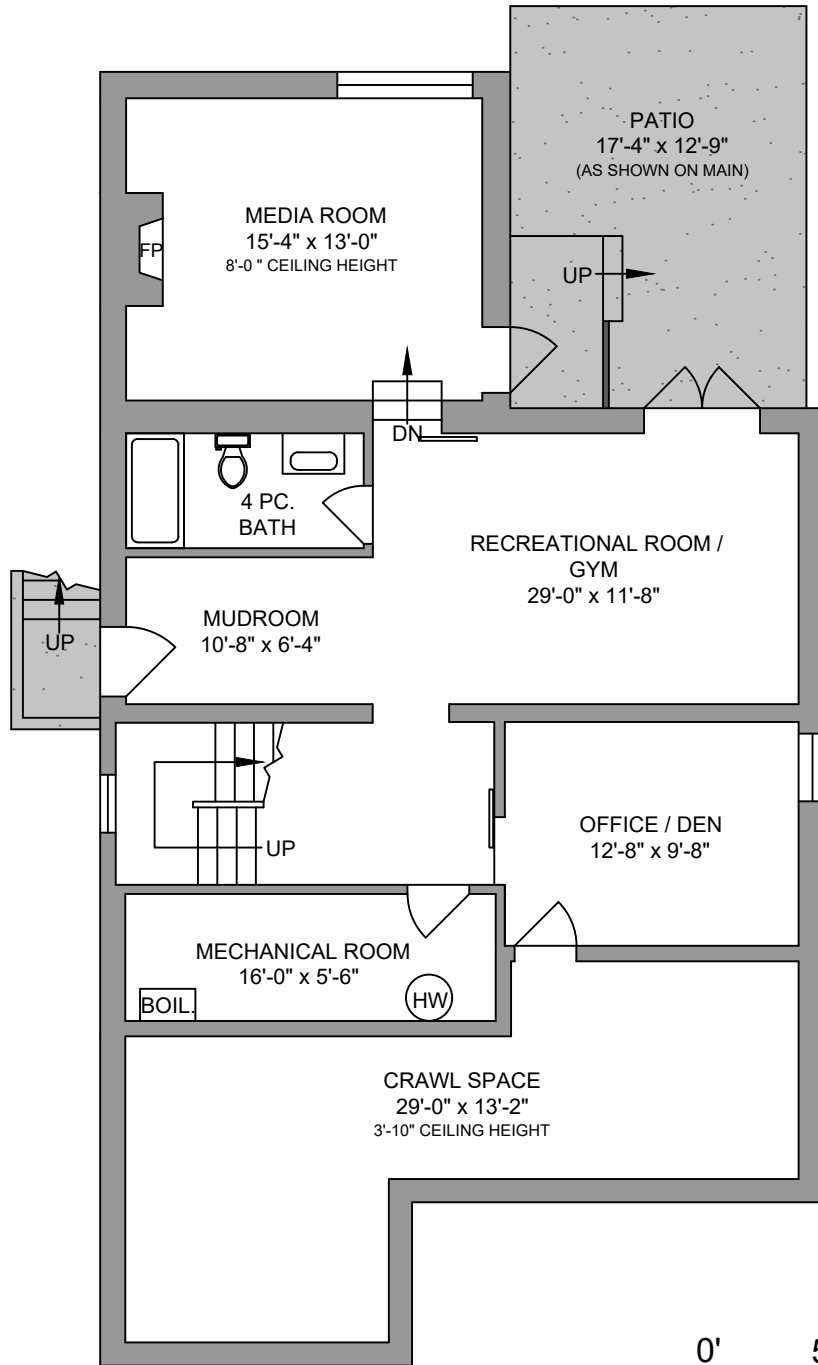 PATIO
17'-4" x 12'-9"
(AS SHOWN ON MAIN)
MEDIA ROOM
15'-4" x 13'-0"
8'-0 " CEILING HEIGHT
FP
UP
DN
4 PC.
BATH
RECREATIONAL ROOM /
GYM
29'-0" x 11'-8"
MUDROOM
10'-8" x 6'-4"
UP
UP
OFFICE / DEN
12'-8" x 9'-8"
MECHANICAL ROOM
16'-0" x 5'-6"
BOIL.
HW
CRAWL SPACE
29'-0" x 13'-2"
3'-10" CEILING HEIGHT
0'